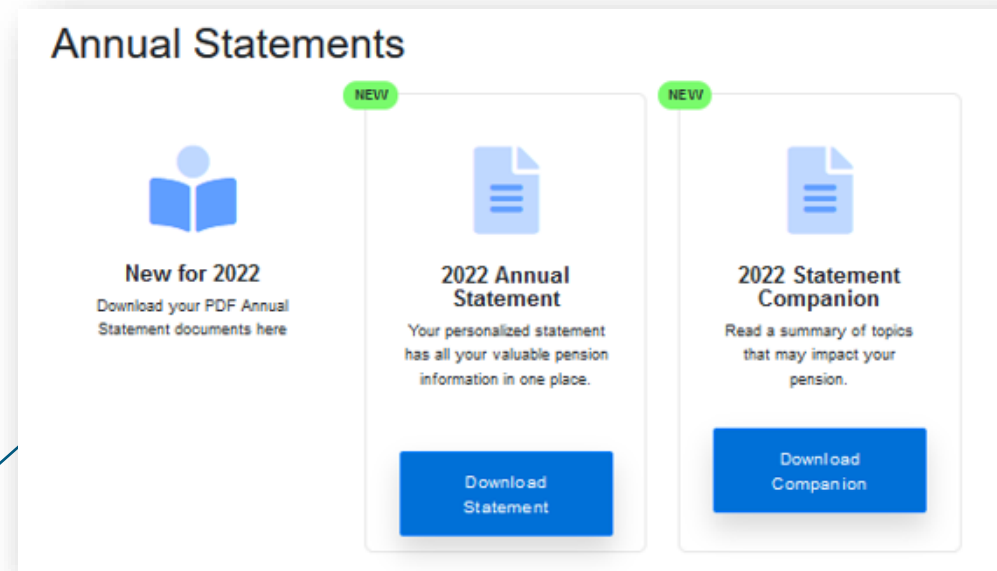 Annual Statements
New for 2022
Download your PDF Annual
Statement documents here
NEW
2022 Annual
Statement
Your personalized statement
has all your valuable pension
information in one place.
Download
Statement
NEW
2022 Statement
Companion
Read a summary of topics
that may impact your
pension.
Download
Companion